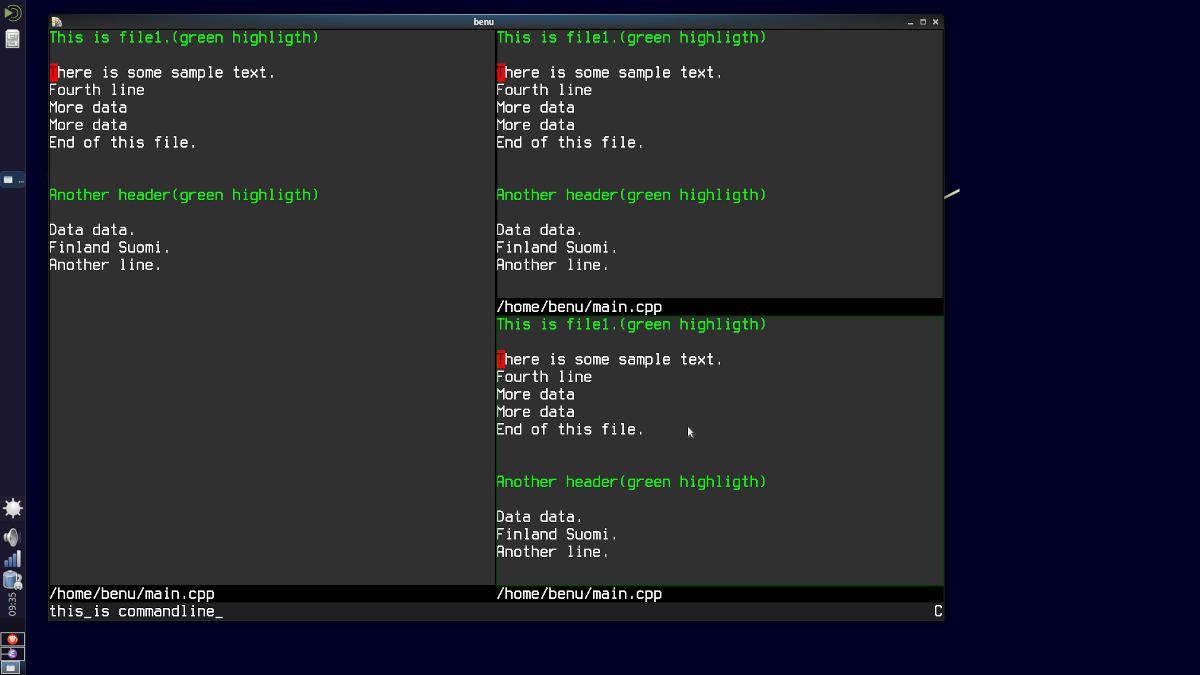 benu
This is file1.(green highligth)
There is some sample text.
Fourth line
More data
More data
End of this file.
Another header(green highligth)
Data data.
Finland Suomi.
Another line.
/home/benu/main.cpp
This is file1.(green highligth)
There is some sample text.
Fourth line
More data
More data
End of this file.
Another header(green highligth)
Data data.
Finland Suomi.
Another line.
/home/benu/main.cpp
This is file1.(green highligth)
There is some sample text.
Fourth line
More data
More data
End of this file.
Another header(green highligth)
Data data.
Finland Suomi.
Another line.
/home/benu/main.cpp
this_is commandline_
C
...
09:35